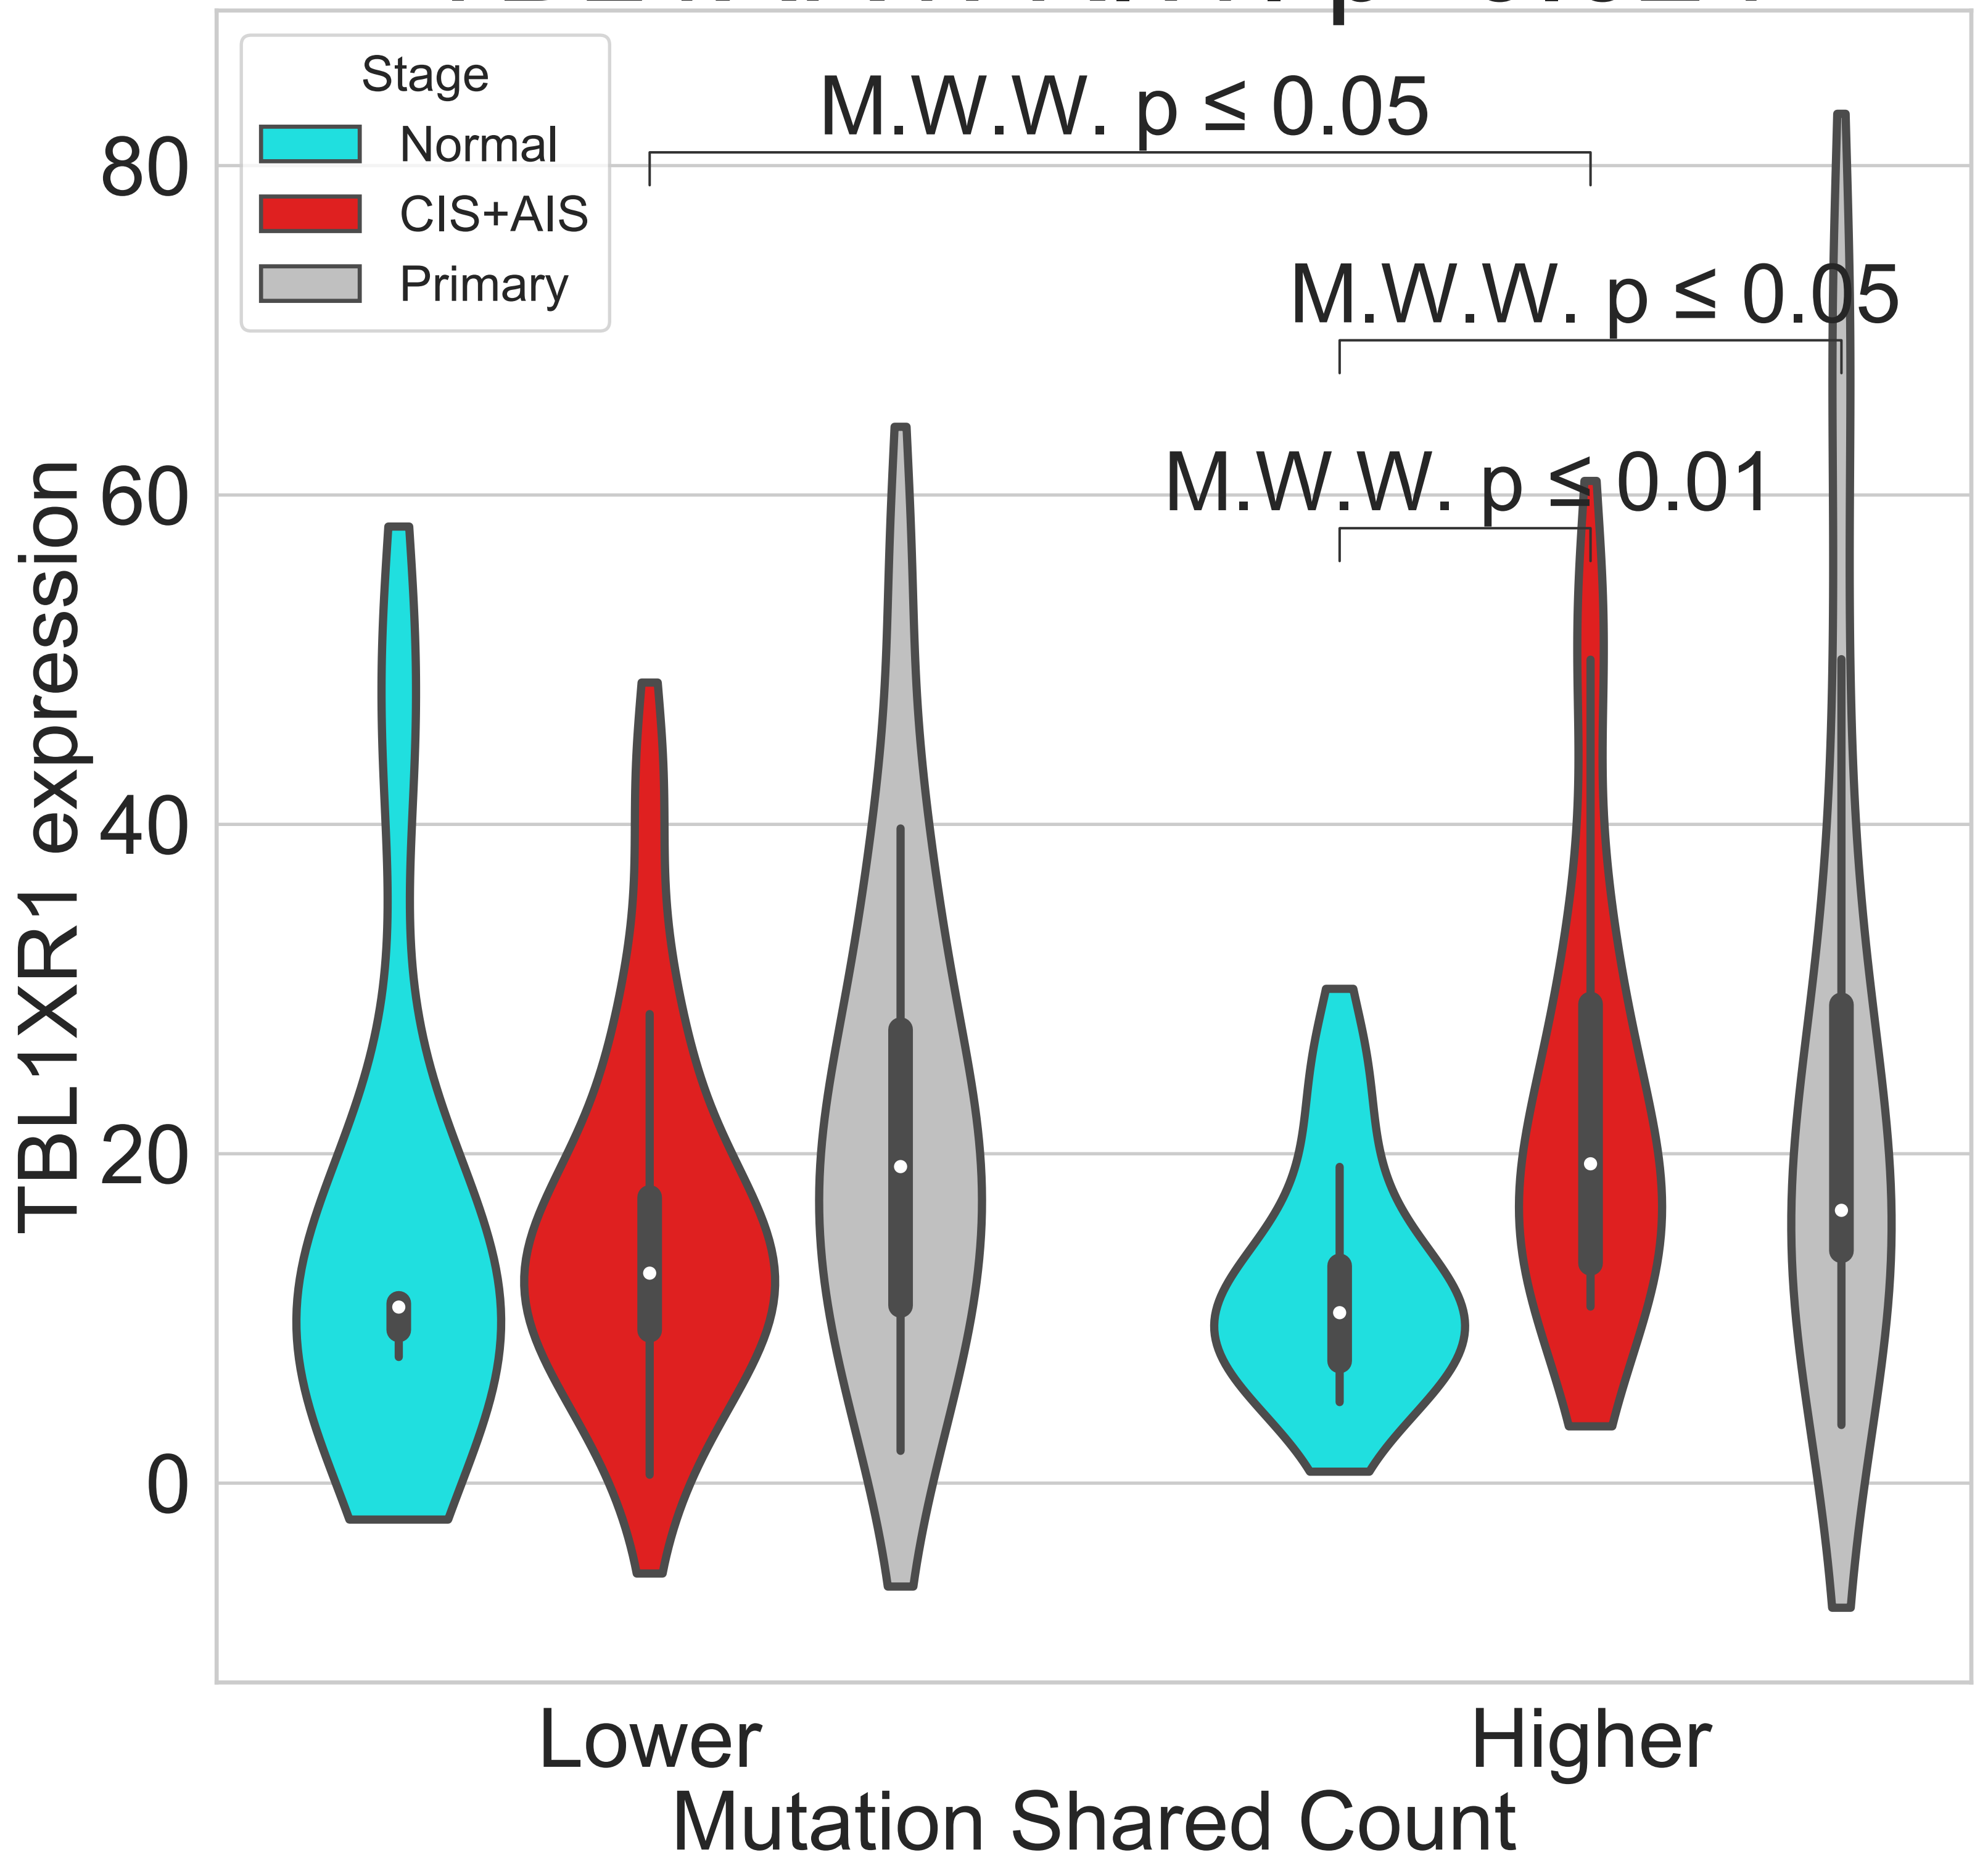 Stage
Normal
CIS+AIS
Primary
M.W.W. p ≤ 0.05
M.W.W. p ≤ 0.05
M.W.W. p ≤ 0.01
80
60
40
20
0
TBL1XR1 expression
Lower
Higher
Mutation Shared Count